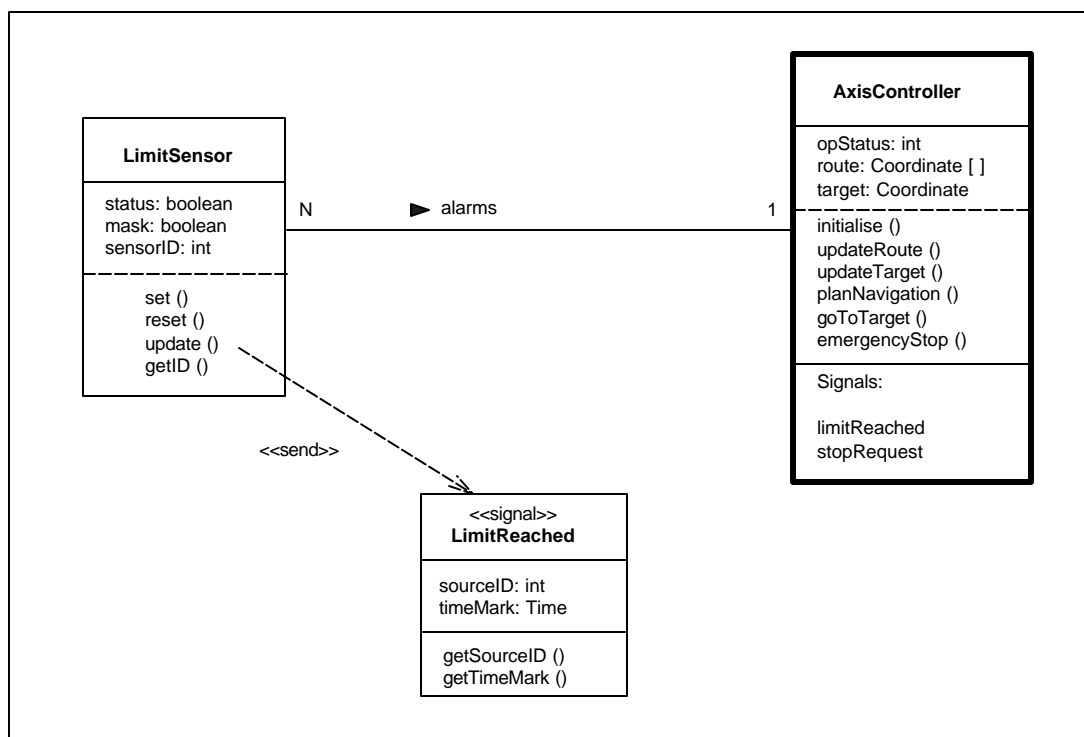 LimitSensor
status: boolean
mask: boolean
sensorID: int
set ()
reset ()
update ()
getID ()
N
alarms
1
AxisController
opStatus: int
route: Coordinate [ ]
target: Coordinate
initialise ()
updateRoute ()
updateTarget ()
planNavigation ()
goToTarget ()
emergencyStop ()
Signals:
limitReached
stopRequest
<<send>>
<<signal>>
LimitReached
sourceID: int
timeMark: Time
getSourceID ()
getTimeMark ()